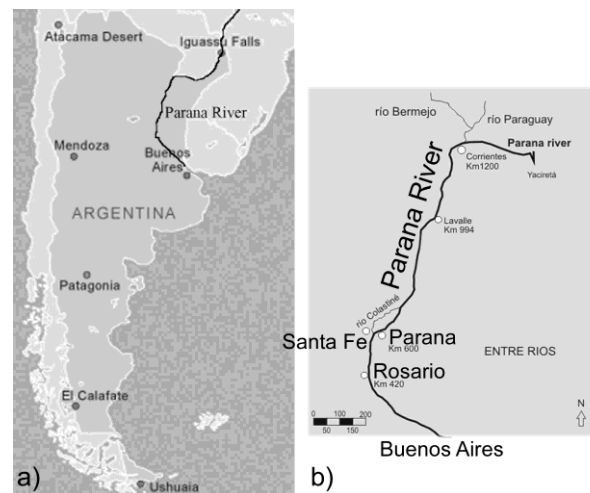 Atacama Desert
Iguassu Falls
Parana River
Mendoza
Buenos
Aires
ARGENTINA
Patagonia
El Calafate
Ushuaia
a)
río Bermejo
río Paraguay
Parana river
Corrientes
Km1200
Yaciretá
Parana River
Lavalle
Km 994
río Colastiné
Santa Fe
Parana
Km 600
ENTRE RIOS
Rosario
Km 420
N
0 100 200
50 150
Buenos Aires
b)